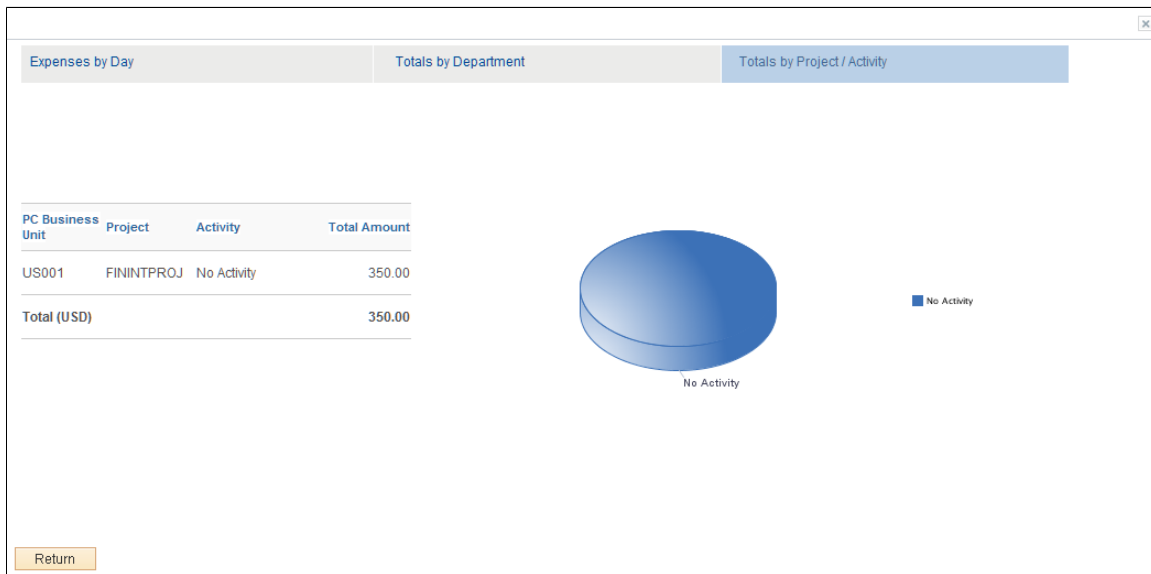 Expenses by Day Totals by Department Totals by Project / Activity
PC Business Unit Project Activity Total Amount
US001 FININTPROJ No Activity 350.00
Total (USD) 350.00
No Activity
No Activity
Return